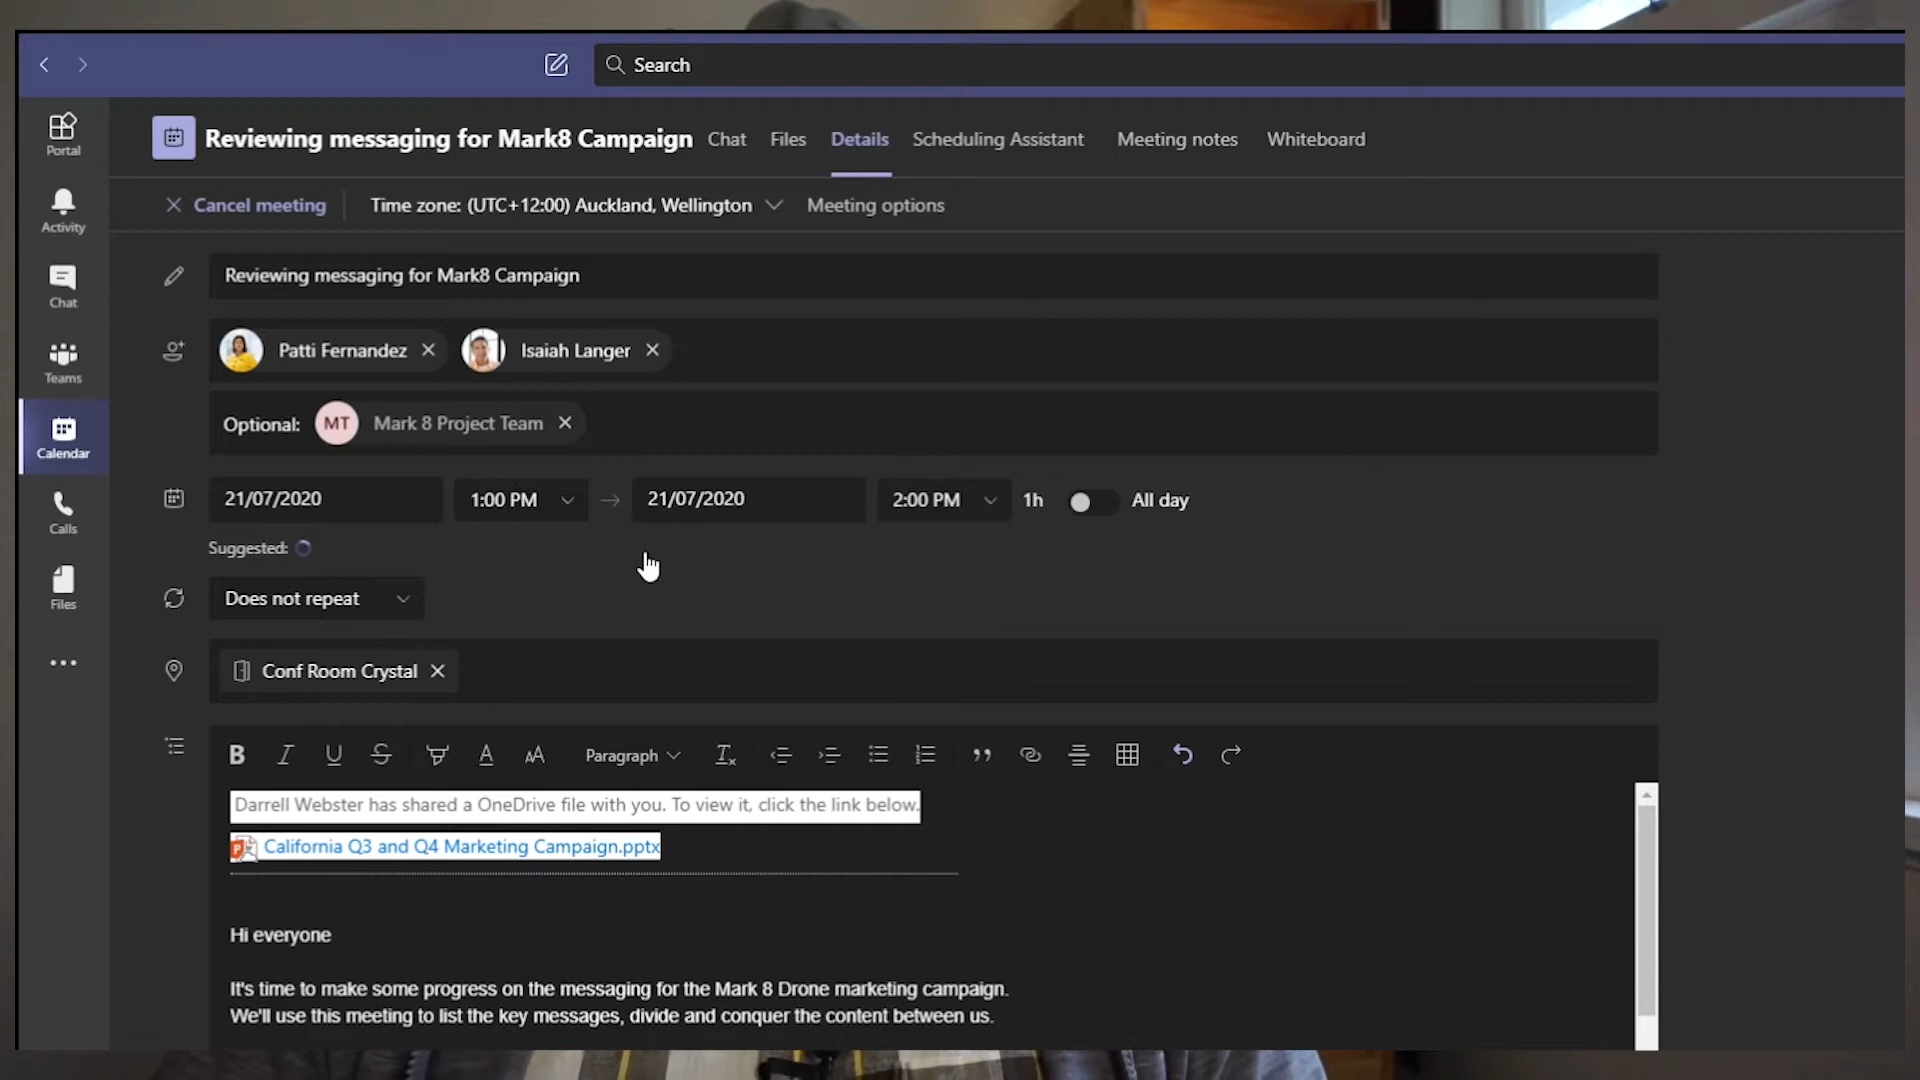 Search
Portal
Activity
Chat
Teams
Calendar
Calls
Files
Reviewing messaging for Mark8 Campaign Chat Files Details Scheduling Assistant Meeting notes Whiteboard
Cancel meeting Time zone: (UTC+12:00) Auckland, Wellington Meeting options
Reviewing messaging for Mark8 Campaign
Patti Fernandez Isaiah Langer
Optional: MT Mark 8 Project Team
21/07/2020 1:00 PM → 21/07/2020 2:00 PM 1h All day
Suggested:
Does not repeat
Conf Room Crystal
Paragraph
Darrell Webster has shared a OneDrive file with you. To view it, click the link below.
California Q3 and Q4 Marketing Campaign.pptx
Hi everyone
It's time to make some progress on the messaging for the Mark 8 Drone marketing campaign.
We'll use this meeting to list the key messages, divide and conquer the content between us.